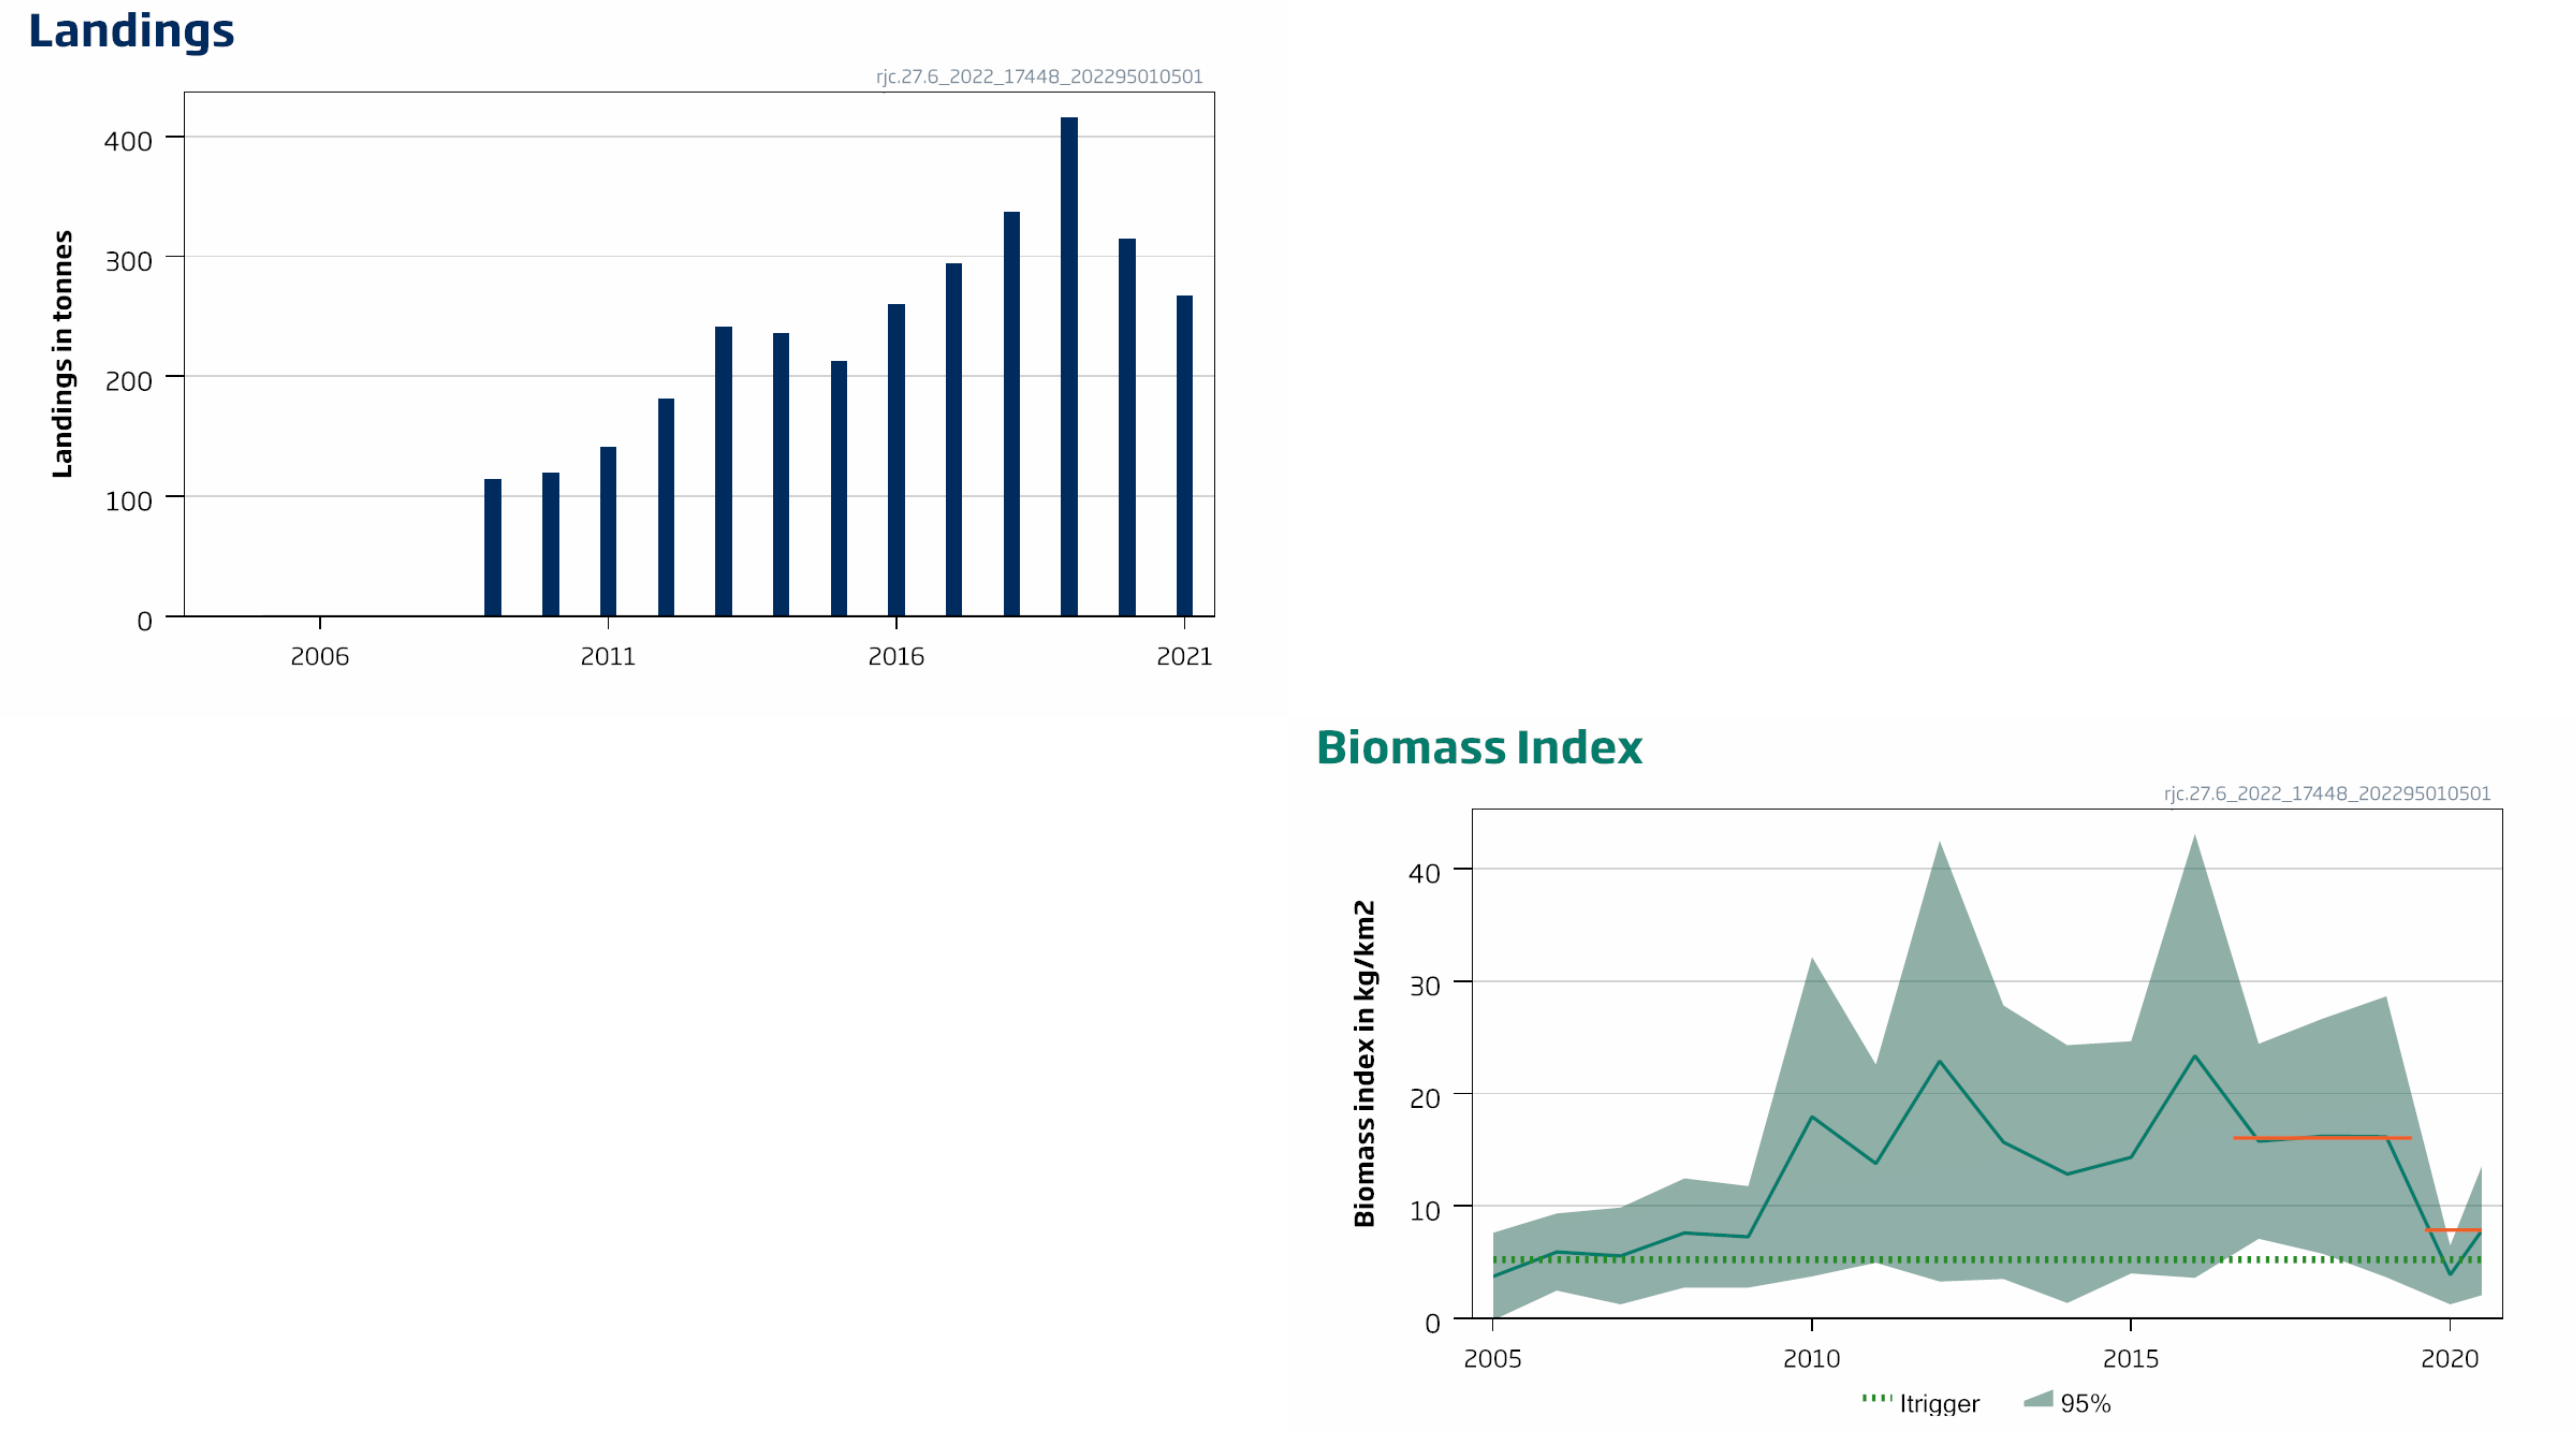 Landings
rjc.27.6_2022_17448_202295010501
Landings in tonnes
400
300
200
100
0
2006 2011 2016 2021
Biomass Index
rjc.27.6_2022_17448_202295010501
Biomass index in kg/km2
40
30
20
10
0
2005 2010 2015 2020
Itrigger 95%